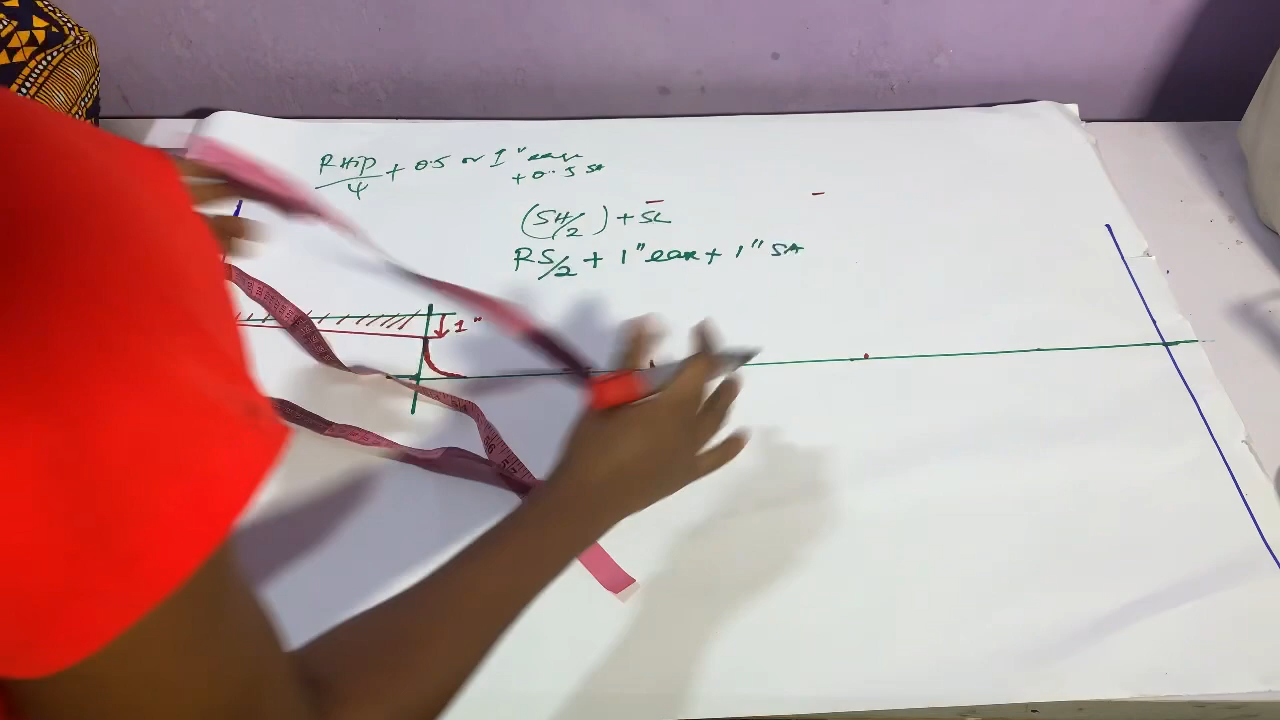 RHip/4 + 0.5 or 1" ease
+ 0.5 SA
(SH/2) + SL
RS/2 + 1" ease + 1" SA
1"